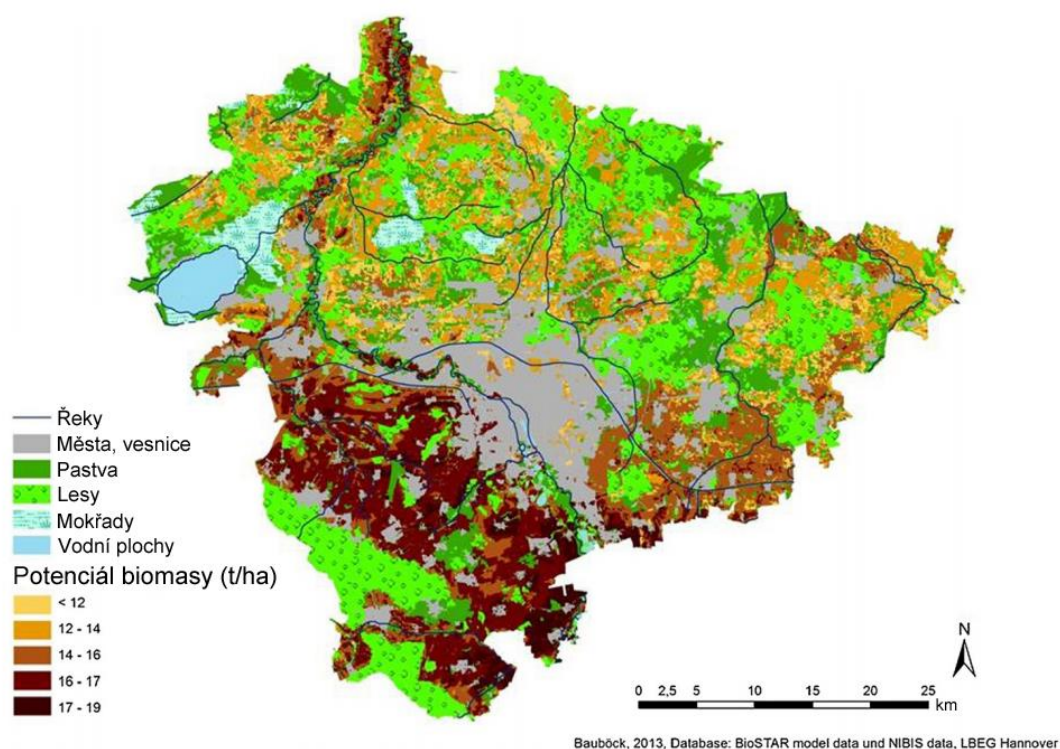 Řeky
Města, vesnice
Pastva
Lesy
Mokřady
Vodní plochy
Potenciál biomasy (t/ha)
< 12
12 - 14
14 - 16
16 - 17
17 - 19
N
0 2,5 5 10 15 20 25
km
Bauböck, 2013, Database: BioSTAR model data und NIBIS data, LBEG Hannover